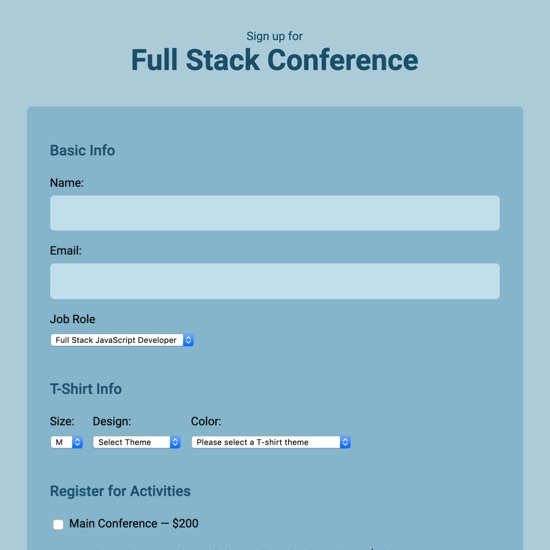 Sign up for
Full Stack Conference
Basic Info
Name:
Email:
Job Role
Full Stack JavaScript Developer
T-Shirt Info
Size: Design: Color:
M Select Theme Please select a T-shirt theme
Register for Activities
Main Conference — $200